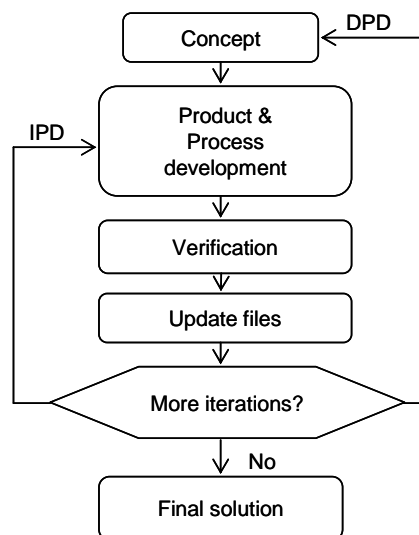 DPD
Concept
IPD
Product &
Process
development
Verification
Update files
More iterations?
No
Final solution